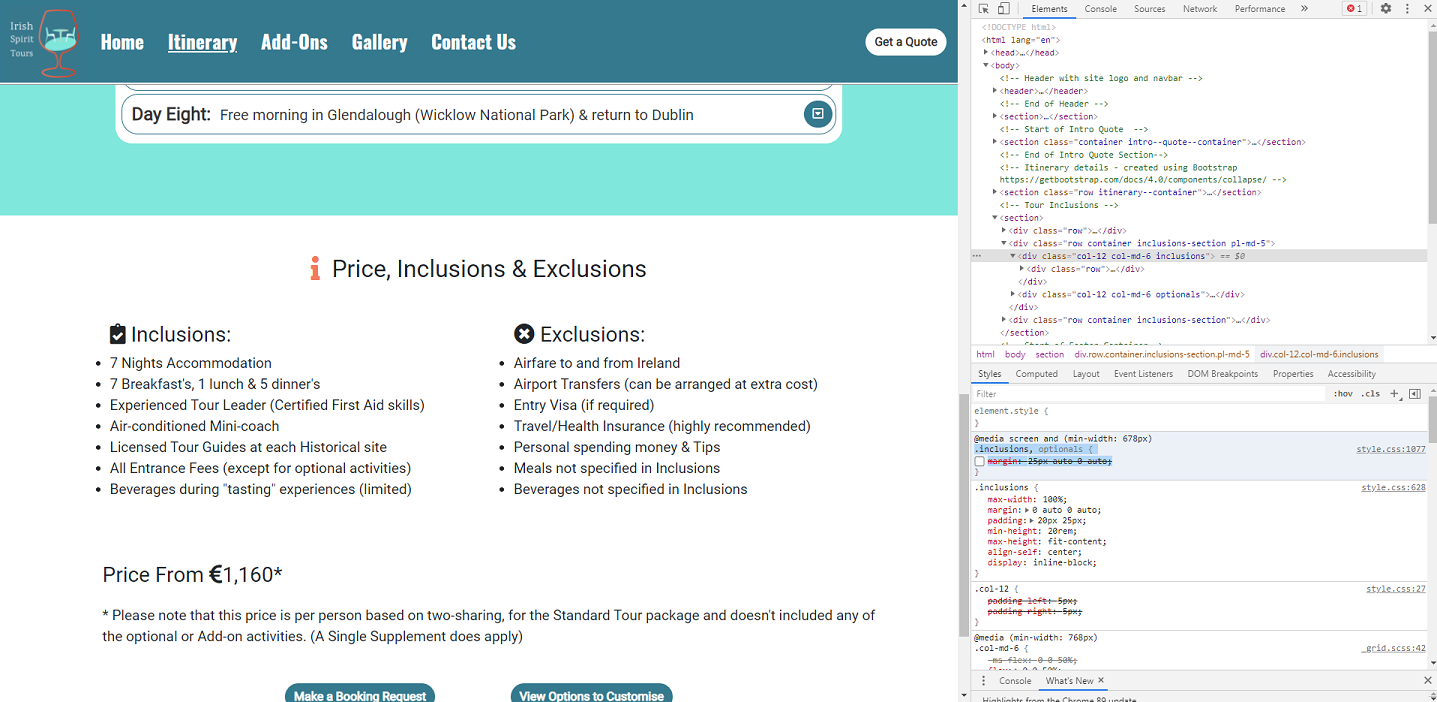 Irish
Spirit
Tours
Home Itinerary Add-Ons Gallery Contact Us
Get a Quote
Day Eight: Free morning in Glendalough (Wicklow National Park) & return to Dublin
Price, Inclusions & Exclusions
Inclusions:
7 Nights Accommodation
7 Breakfast's, 1 lunch & 5 dinner's
Experienced Tour Leader (Certified First Aid skills)
Air-conditioned Mini-coach
Licensed Tour Guides at each Historical site
All Entrance Fees (except for optional activities)
Beverages during "tasting" experiences (limited)
Exclusions:
Airfare to and from Ireland
Airport Transfers (can be arranged at extra cost)
Entry Visa (if required)
Travel/Health Insurance (highly recommended)
Personal spending money & Tips
Meals not specified in Inclusions
Beverages not specified in Inclusions
Price From €1,160*
* Please note that this price is per person based on two-sharing, for the Standard Tour package and doesn't included any of
the optional or Add-on activities. (A Single Supplement does apply)
Make a Booking Request
View Options to Customise
Elements Console Sources Network Performance » 1
<!DOCTYPE html>
<html lang="en">
<head>…</head>
<body>
<!-- Header with site logo and navbar -->
<header>…</header>
<!-- End of Header -->
<section>…</section>
<!-- Start of Intro Quote -->
<section class="container intro--quote--container">…</section>
<!-- End of Intro Quote Section-->
<!-- Itinerary details - created using Bootstrap
https://getbootstrap.com/docs/4.0/components/collapse/ -->
<section class="row itinerary--container">…</section>
<!-- Tour Inclusions -->
<section>
<div class="row">…</div>
<div class="row container inclusions-section pl-md-5">
<div class="col-12 col-md-6 inclusions"> == $0
<div class="row">…</div>
</div>
<div class="col-12 col-md-6 optionals">…</div>
</div>
<div class="row container inclusions-section">…</div>
</section>
<!-- Start of Footer Container -->
html body section div.row.container.inclusions-section.pl-md-5 div.col-12.col-md-6.inclusions
Styles Computed Layout Event Listeners DOM Breakpoints Properties Accessibility
Filter :hov .cls +
element.style {
}
@media screen and (min-width: 678px)
.inclusions, optionals { style.css:1077
margin: 25px auto 0 auto;
}
.inclusions { style.css:628
max-width: 100%;
margin: 0 auto 0 auto;
padding: 20px 25px;
min-height: 20rem;
max-height: fit-content;
align-self: center;
display: inline-block;
}
.col-12 { style.css:27
padding-left: 5px;
padding-right: 5px;
}
@media (min-width: 768px)
.col-md-6 { _grid.scss:42
-ms-flex: 0 0 50%;
flex: 0 0 50%;
Console What's New
Highlights from the Chrome 89 update